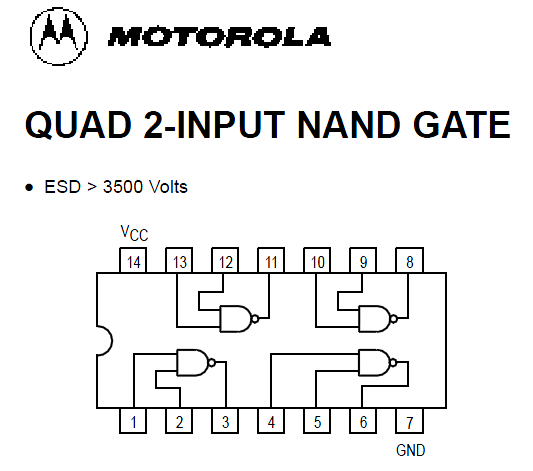 MOTOROLA
QUAD 2-INPUT NAND GATE
● ESD > 3500 Volts
VCC
14 13 12 11 10 9 8
1 2 3 4 5 6 7
GND